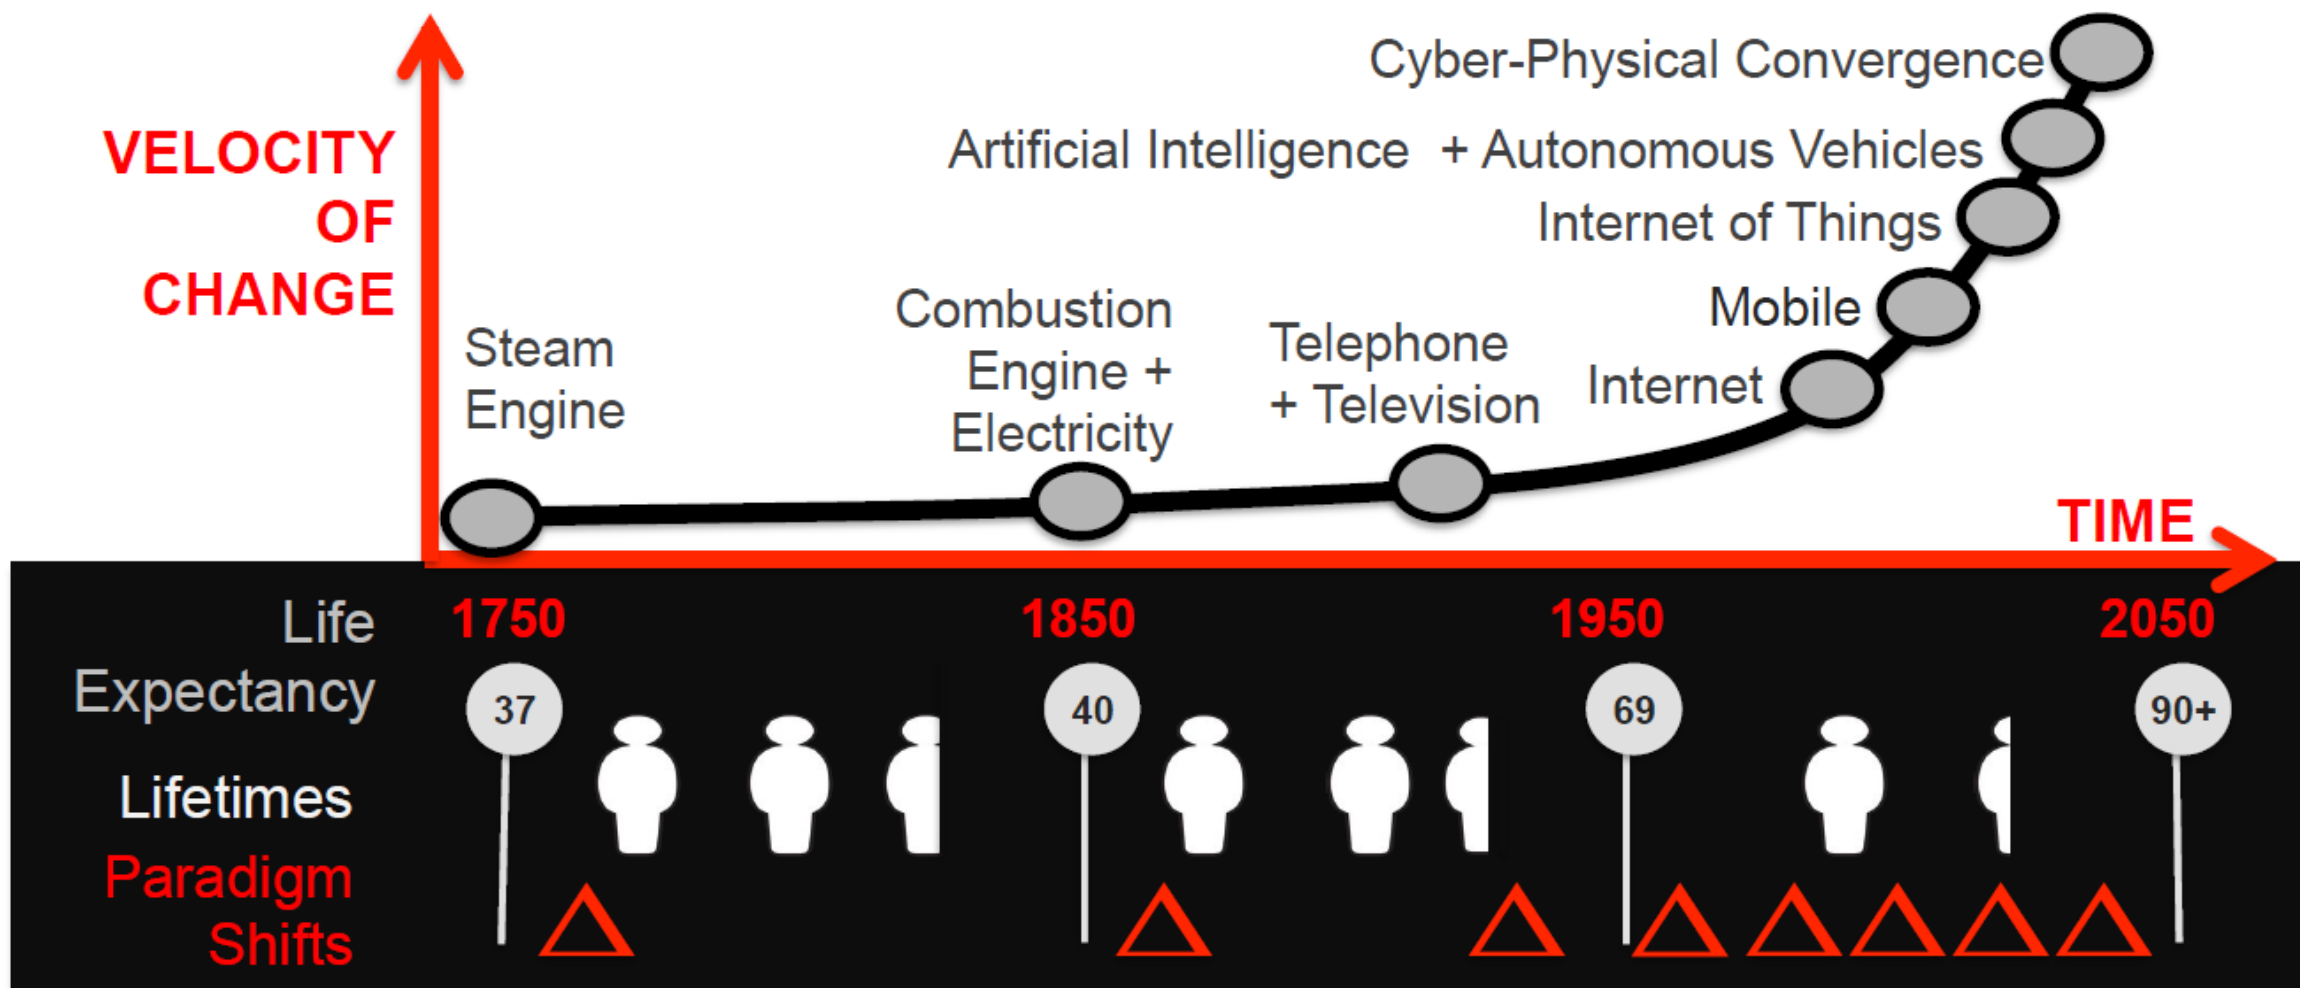 VELOCITY
OF
CHANGE
Cyber-Physical Convergence
Artificial Intelligence + Autonomous Vehicles
Internet of Things
Mobile
Internet
Telephone
+ Television
Combustion
Engine +
Electricity
Steam
Engine
TIME
Life
Expectancy
1750 1850 1950 2050
37 40 69 90+
Lifetimes
Paradigm
Shifts